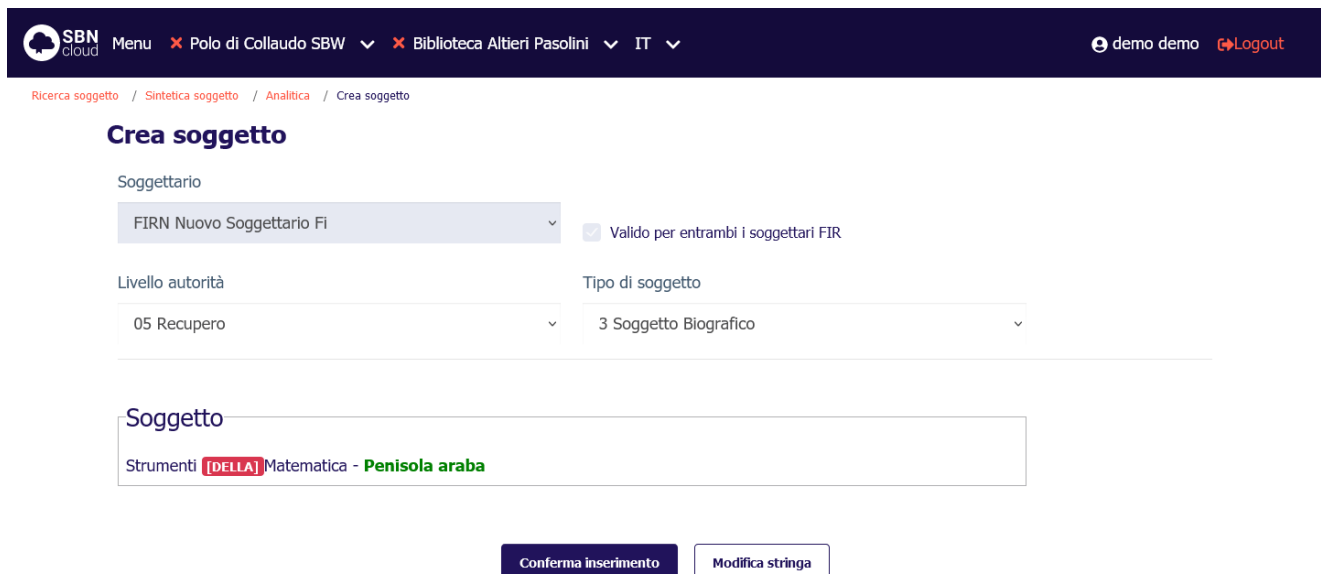 SBN cloud Menu Polo di Collaudo SBW Biblioteca Altieri Pasolini IT demo demo Logout
Ricerca soggetto / Sintetica soggetto / Analitica / Crea soggetto
Crea soggetto
Soggettario
FIRN Nuovo Soggettario Fi
Valido per entrambi i soggettari FIR
Livello autorità Tipo di soggetto
05 Recupero 3 Soggetto Biografico
Soggetto
Strumenti [DELLA] Matematica - Penisola araba
Conferma inserimento Modifica stringa